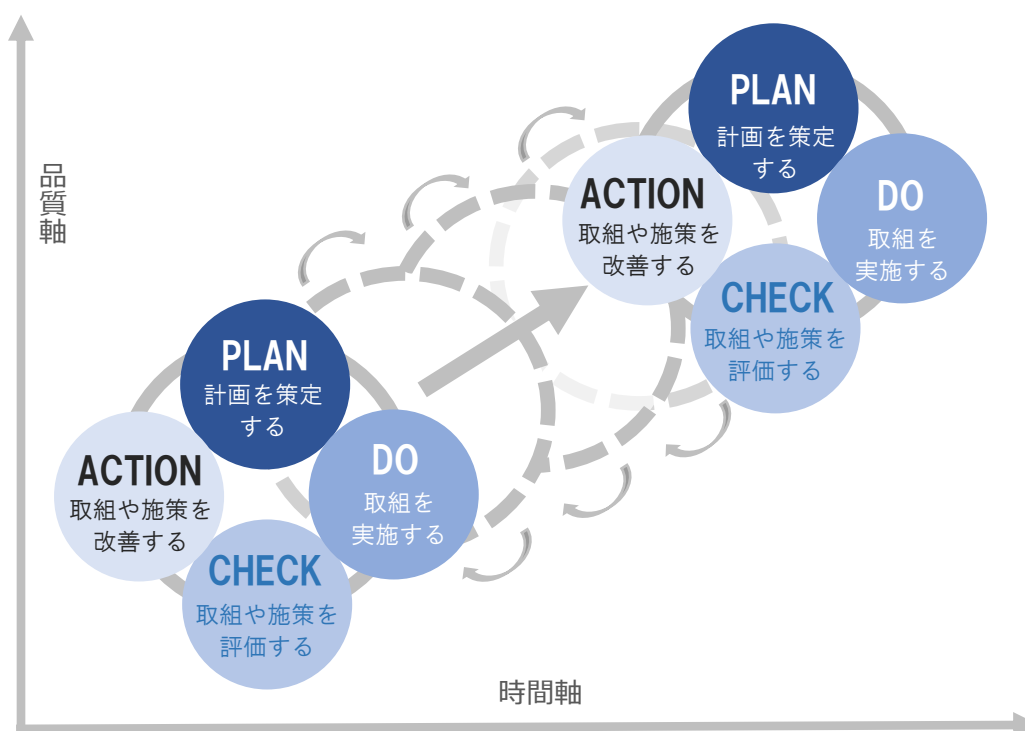 品質軸
PLAN
計画を策定
する
DO
取組を
実施する
CHECK
取組や施策を
評価する
ACTION
取組や施策を
改善する
PLAN
計画を策定
する
DO
取組を
実施する
CHECK
取組や施策を
評価する
ACTION
取組や施策を
改善する
時間軸